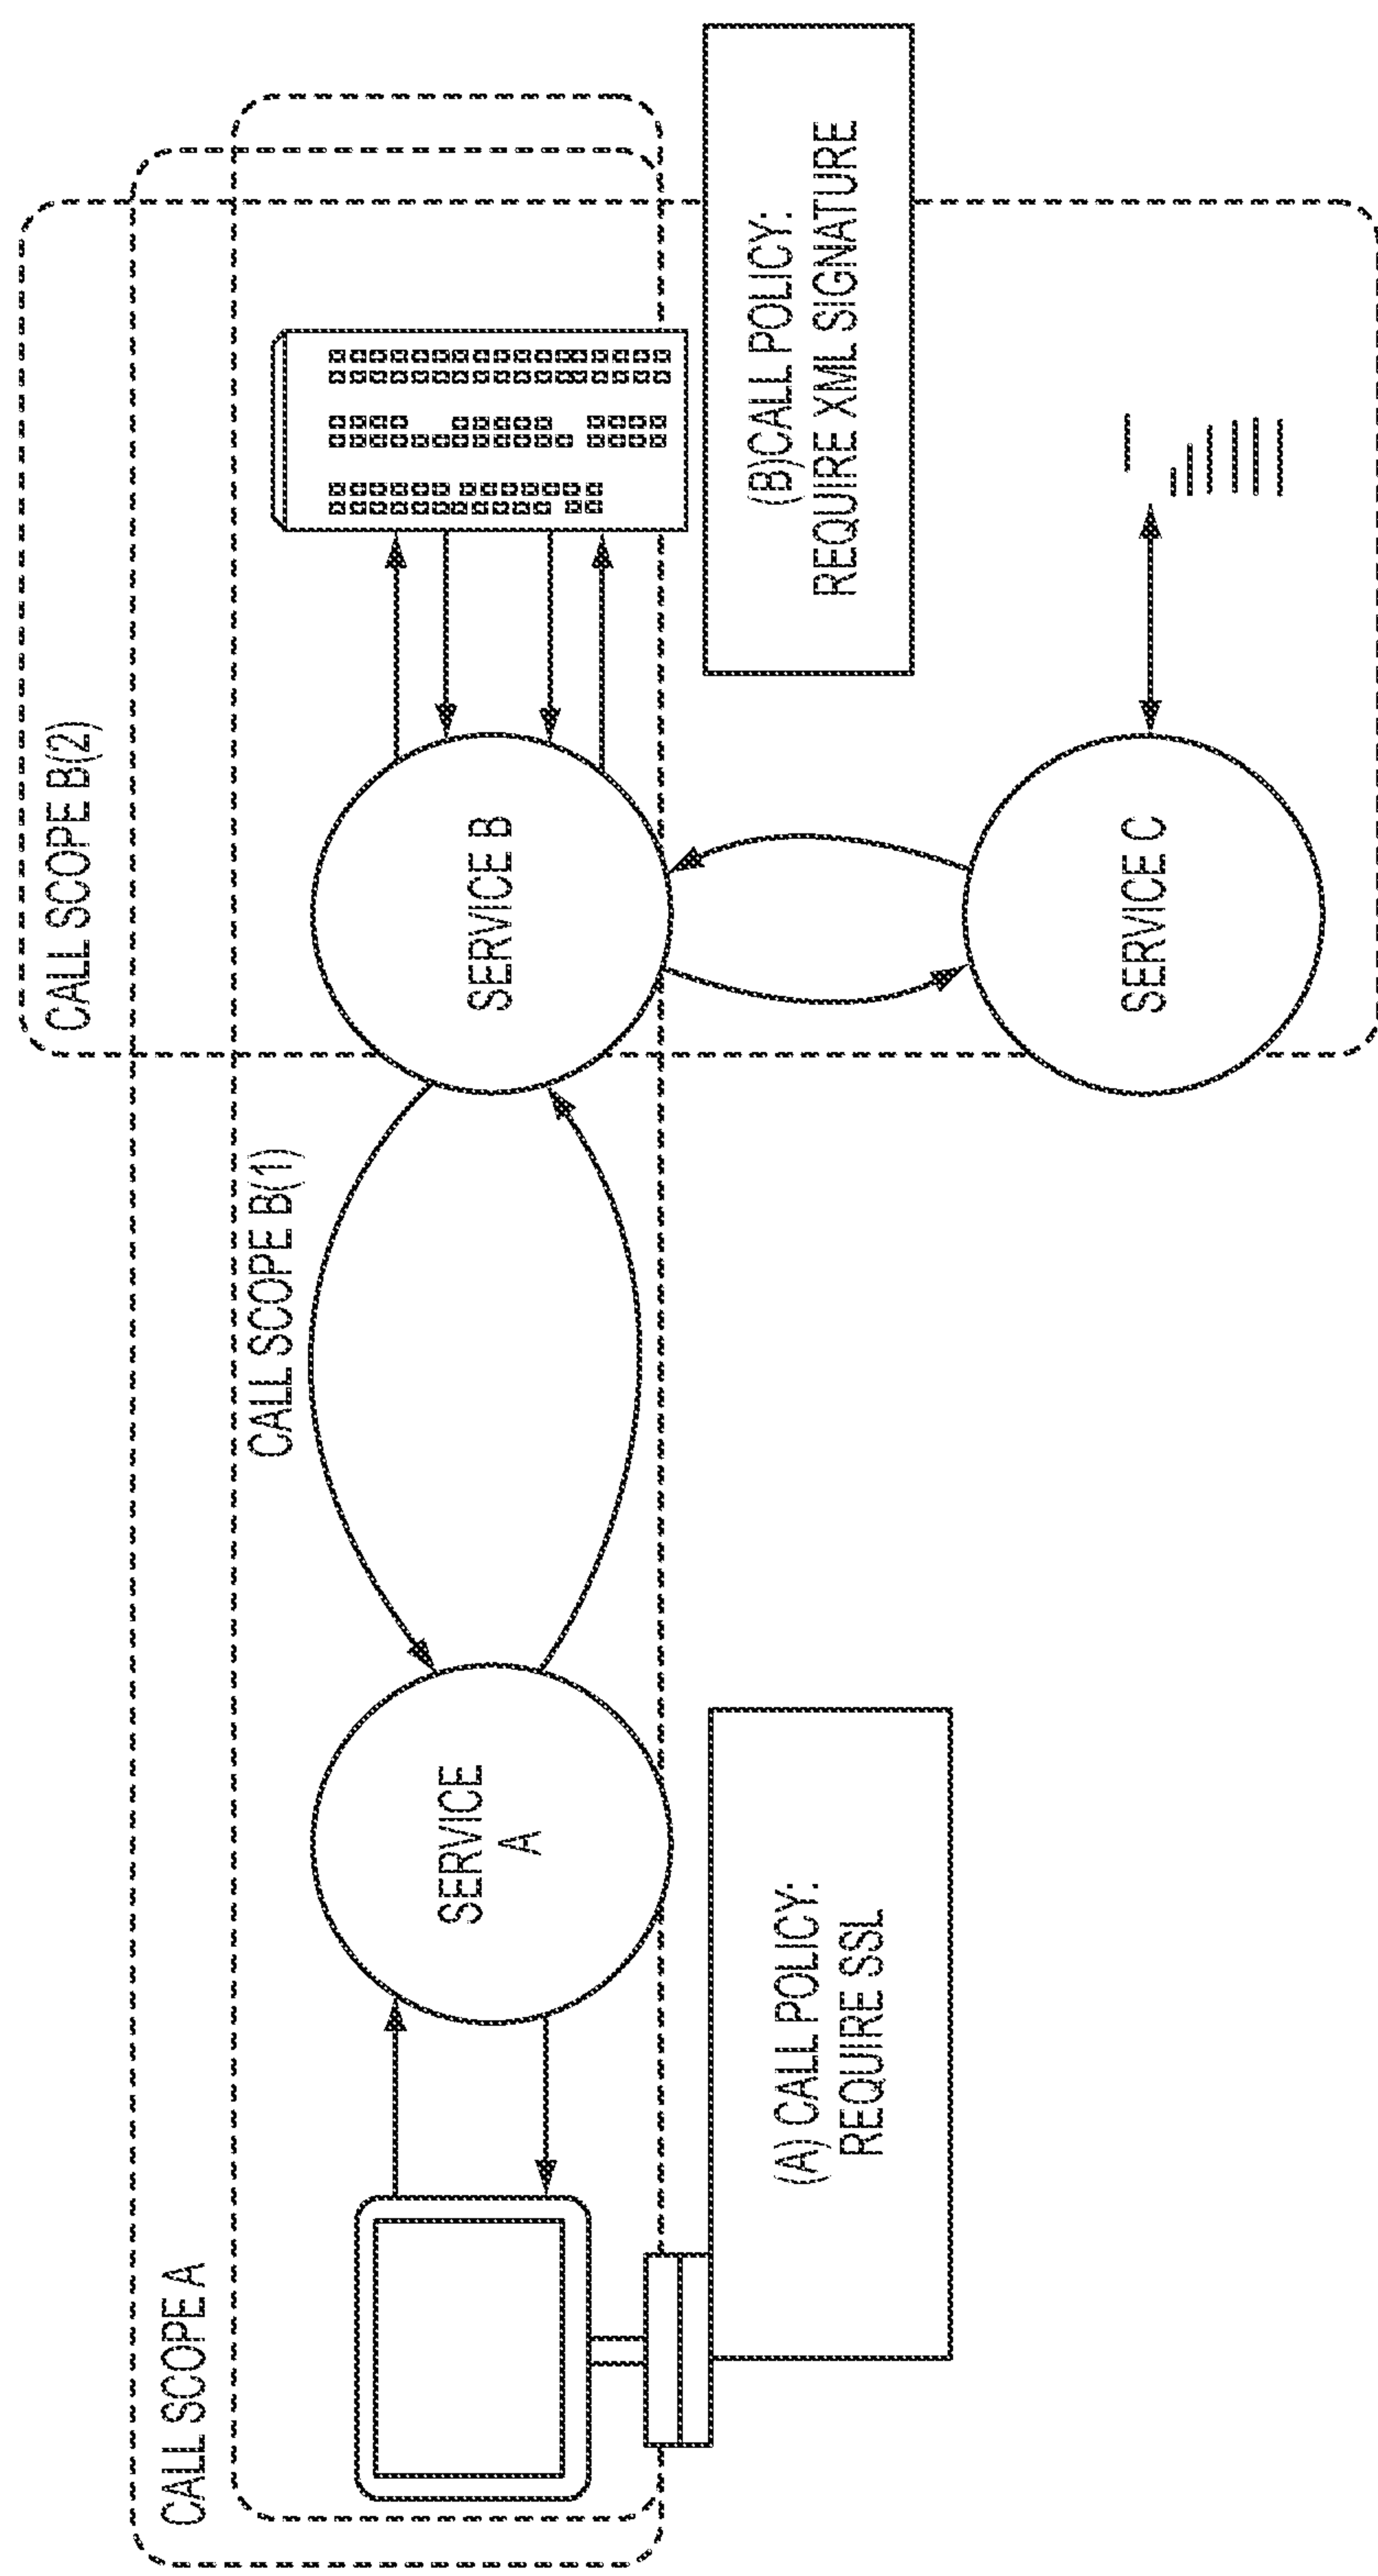 CALL SCOPE A
CALL SCOPE B(1)
CALL SCOPE B(2)
SERVICE
A
SERVICE B
SERVICE C
(A) CALL POLICY:
REQUIRE SSL
(B)CALL POLICY:
REQUIRE XML SIGNATURE